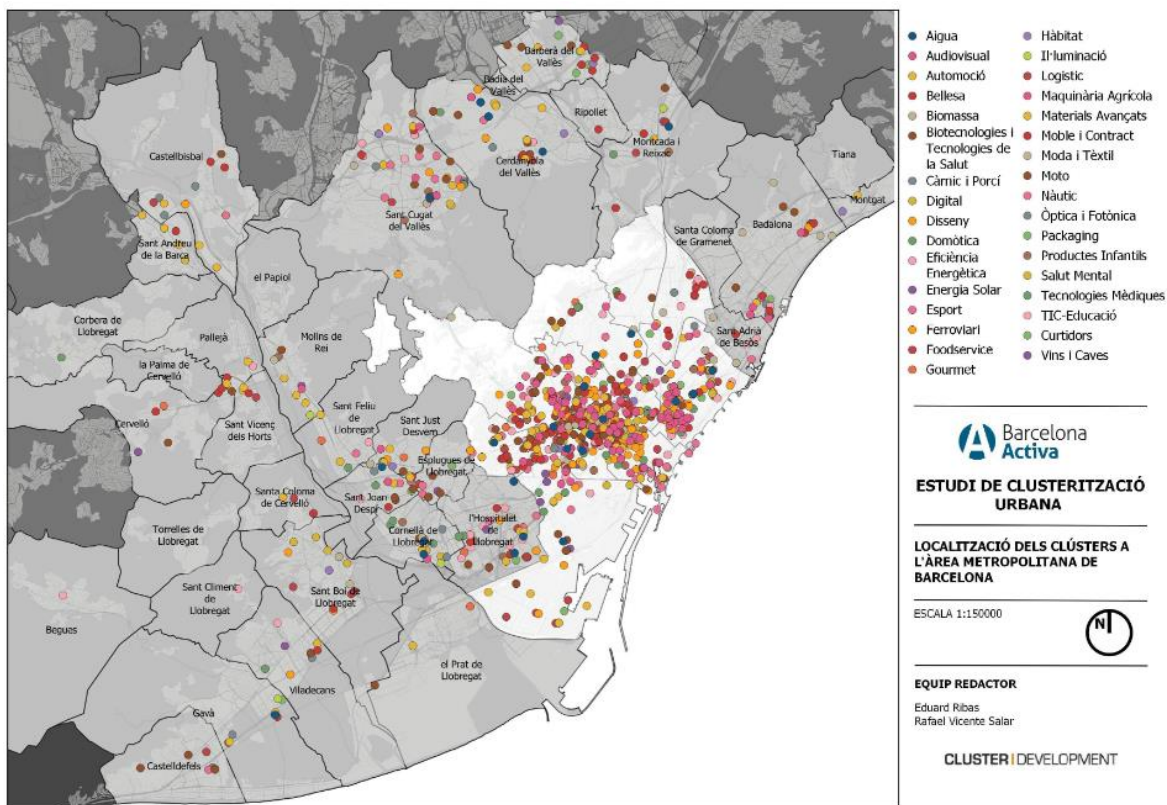 Barberà del
Vallès
Badia del
Vallès
Ripollet
Castellbisbal
Cerdanyola
del Vallès
Montcada i
Reixac
Tiana
Montgat
Sant Cugat
del Vallès
Santa Coloma
de Gramenet
Badalona
Sant Andreu
de la Barca
el Papiol
Corbera de
Llobregat
Pallejà
Molins de
Rei
Sant Adrià
de Besòs
la Palma de
Cervelló
Cervelló
Sant Vicenç
dels Horts
Sant Feliu
de
Llobregat
Sant Just
Desvern
Esplugues de
Llobregat
Santa Coloma
de Cervelló
Sant Joan
Despí
Cornellà de
Llobregat
l'Hospitalet
de
Llobregat
Torrelles de
Llobregat
Sant Climent
de
Llobregat
Sant Boi de
Llobregat
Begues
el Prat de
Llobregat
Viladecans
Gavà
Castelldefels
Aigua
Audiovisual
Automoció
Bellesa
Biomassa
Biotecnologies i
Tecnologies de
la Salut
Càrnic i Porcí
Digital
Disseny
Domòtica
Eficiència
Energètica
Energia Solar
Esport
Ferroviari
Foodservice
Gourmet
Hàbitat
Il·luminació
Logístic
Maquinària Agrícola
Materials Avançats
Moble i Contract
Moda i Tèxtil
Moto
Nàutic
Òptica i Fotònica
Packaging
Productes Infantils
Salut Mental
Tecnologies Mèdiques
TIC-Educació
Curtidors
Vins i Caves
Barcelona
Activa
ESTUDI DE CLUSTERITZACIÓ
URBANA
LOCALITZACIÓ DELS CLÚSTERS A
L'ÀREA METROPOLITANA DE
BARCELONA
ESCALA 1:150000
N
EQUIP REDACTOR
Eduard Ribas
Rafael Vicente Salar
CLUSTER DEVELOPMENT